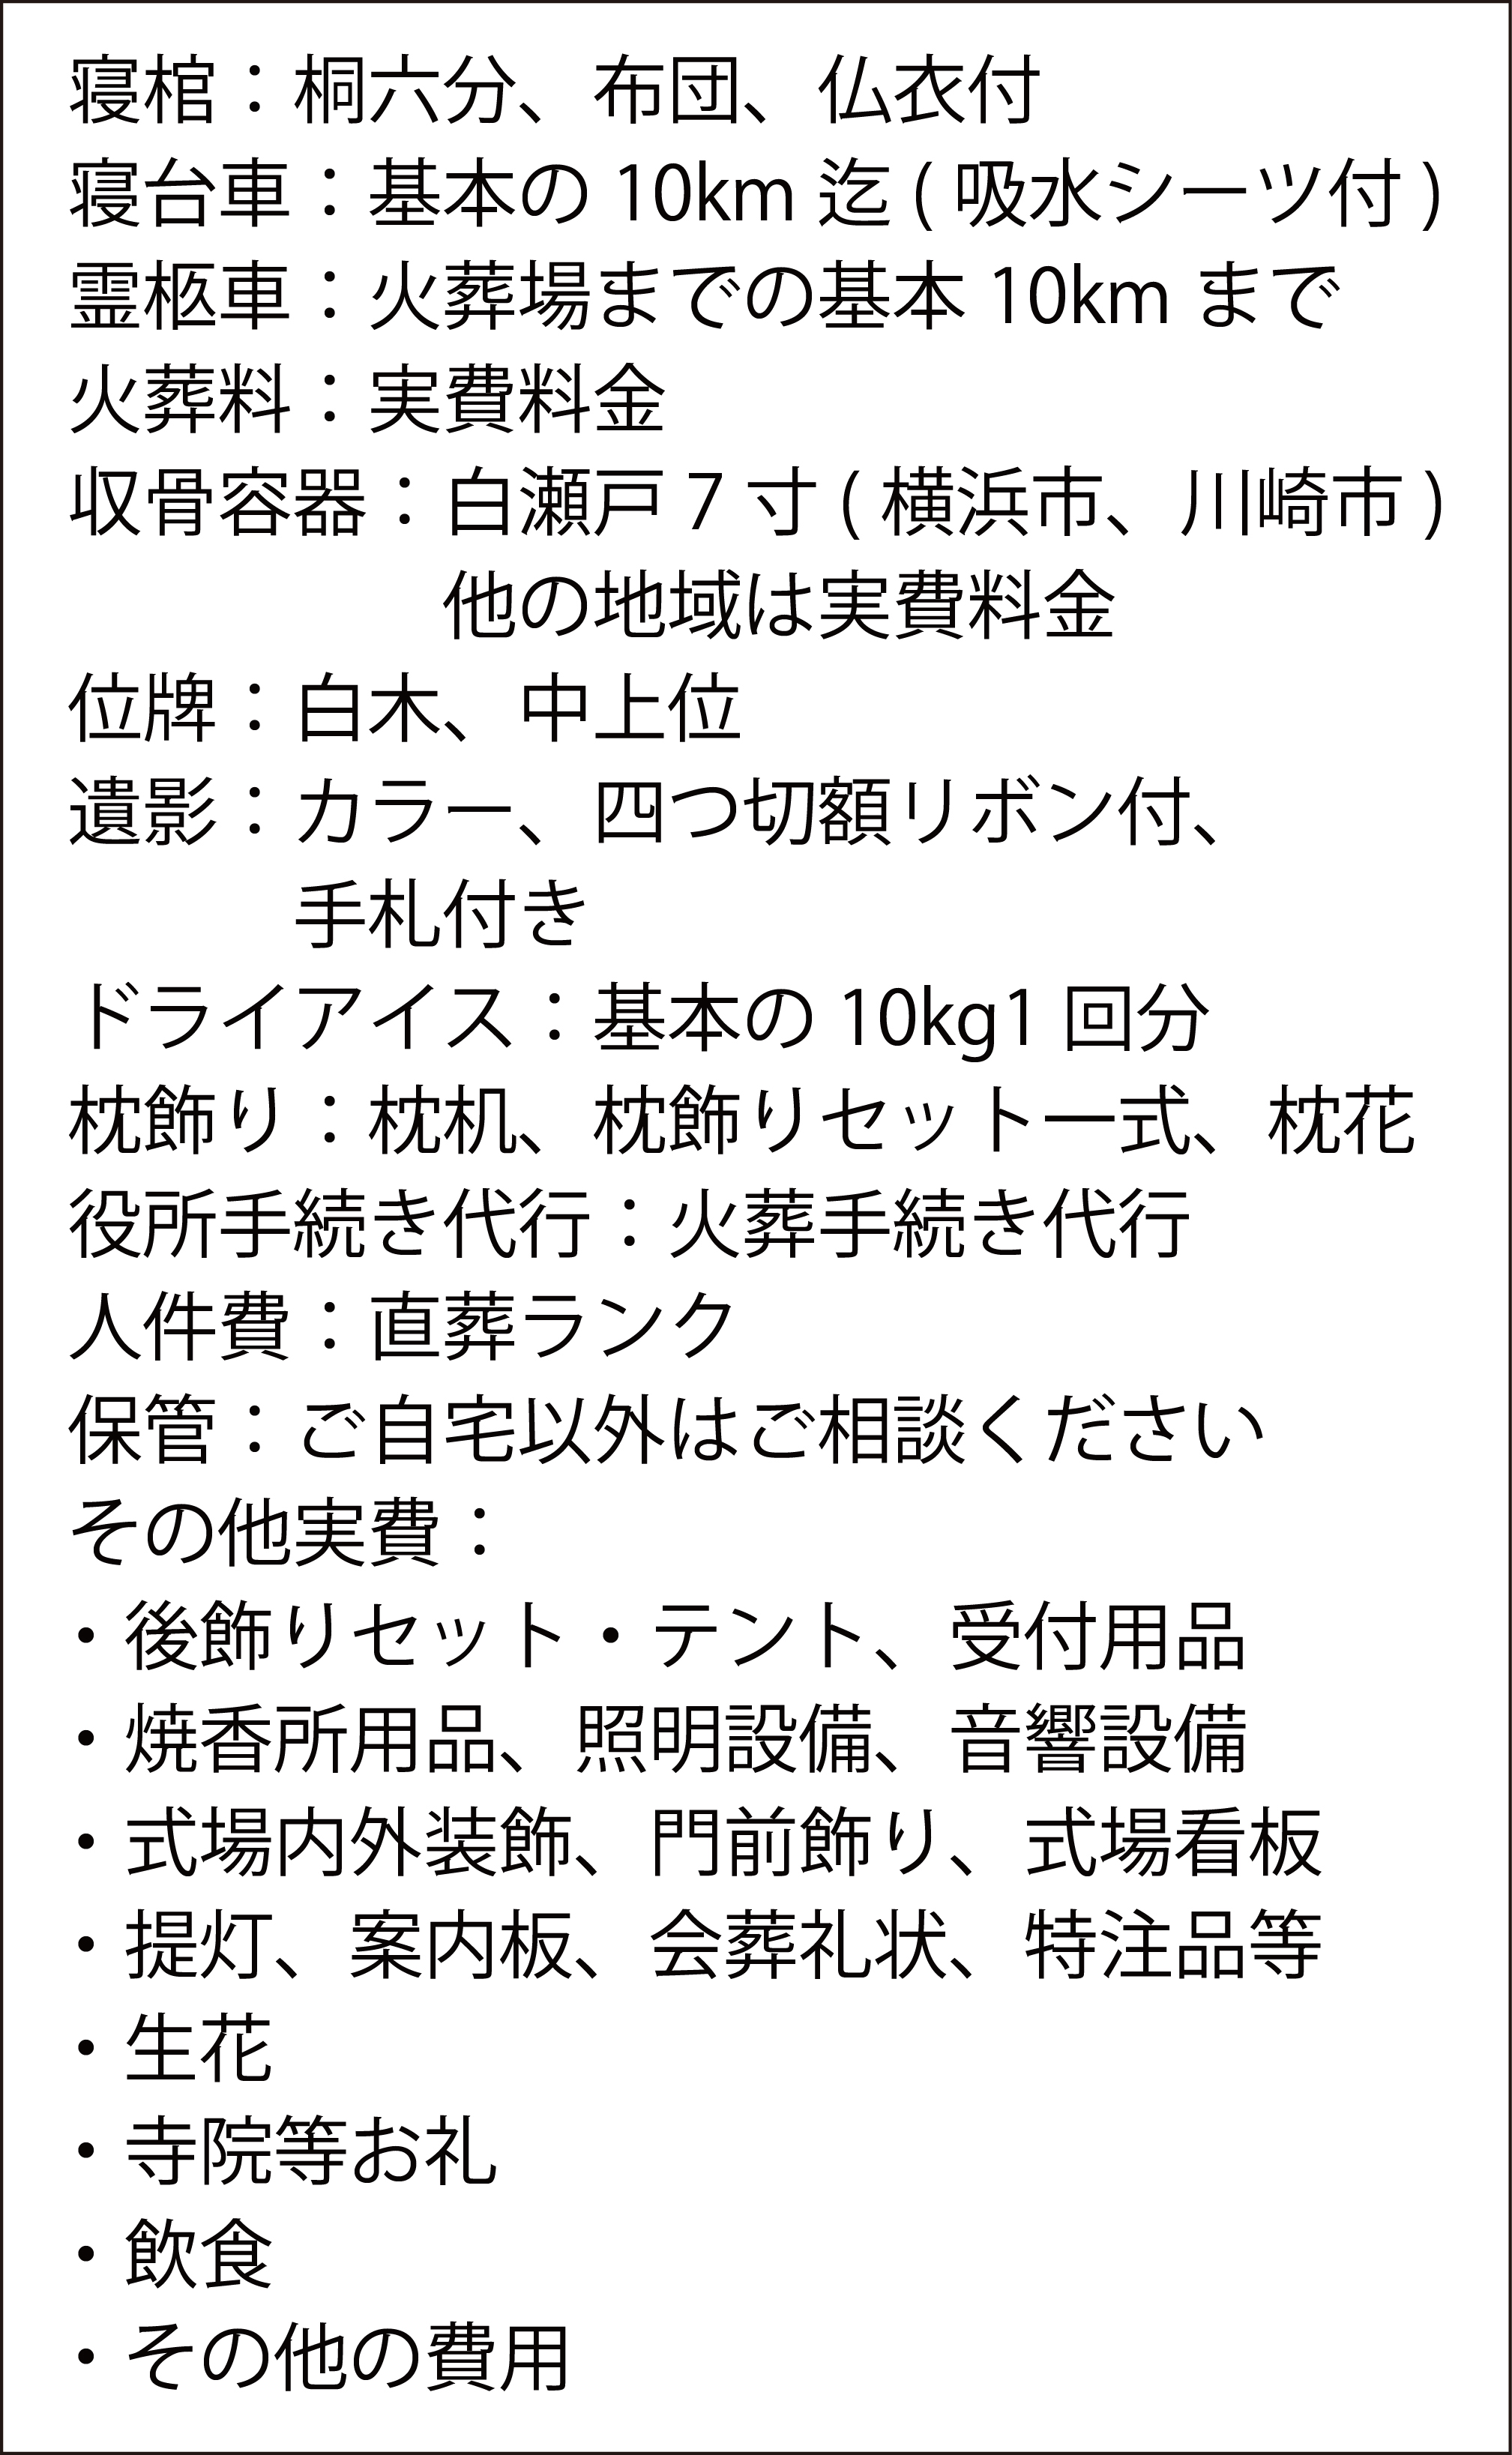 寝棺：桐六分、布団、仏衣付
寝台車：基本の 10km 迄 ( 吸水シーツ付 )
霊柩車：火葬場までの基本 10km まで
火葬料：実費料金
収骨容器：白瀬戸 7 寸 ( 横浜市、川崎市 )
他の地域は実費料金
位牌：白木、中上位
遺影：カラー、四つ切額リボン付、
手札付き
ドライアイス：基本の 10kg1 回分
枕飾り：枕机、枕飾りセット一式、枕花
役所手続き代行：火葬手続き代行
人件費：直葬ランク
保管：ご自宅以外はご相談ください
その他実費：
・後飾りセット・テント、受付用品
・焼香所用品、照明設備、音響設備
・式場内外装飾、門前飾り、式場看板
・提灯、案内板、会葬礼状、特注品等
・生花
・寺院等お礼
・飲食
・その他の費用